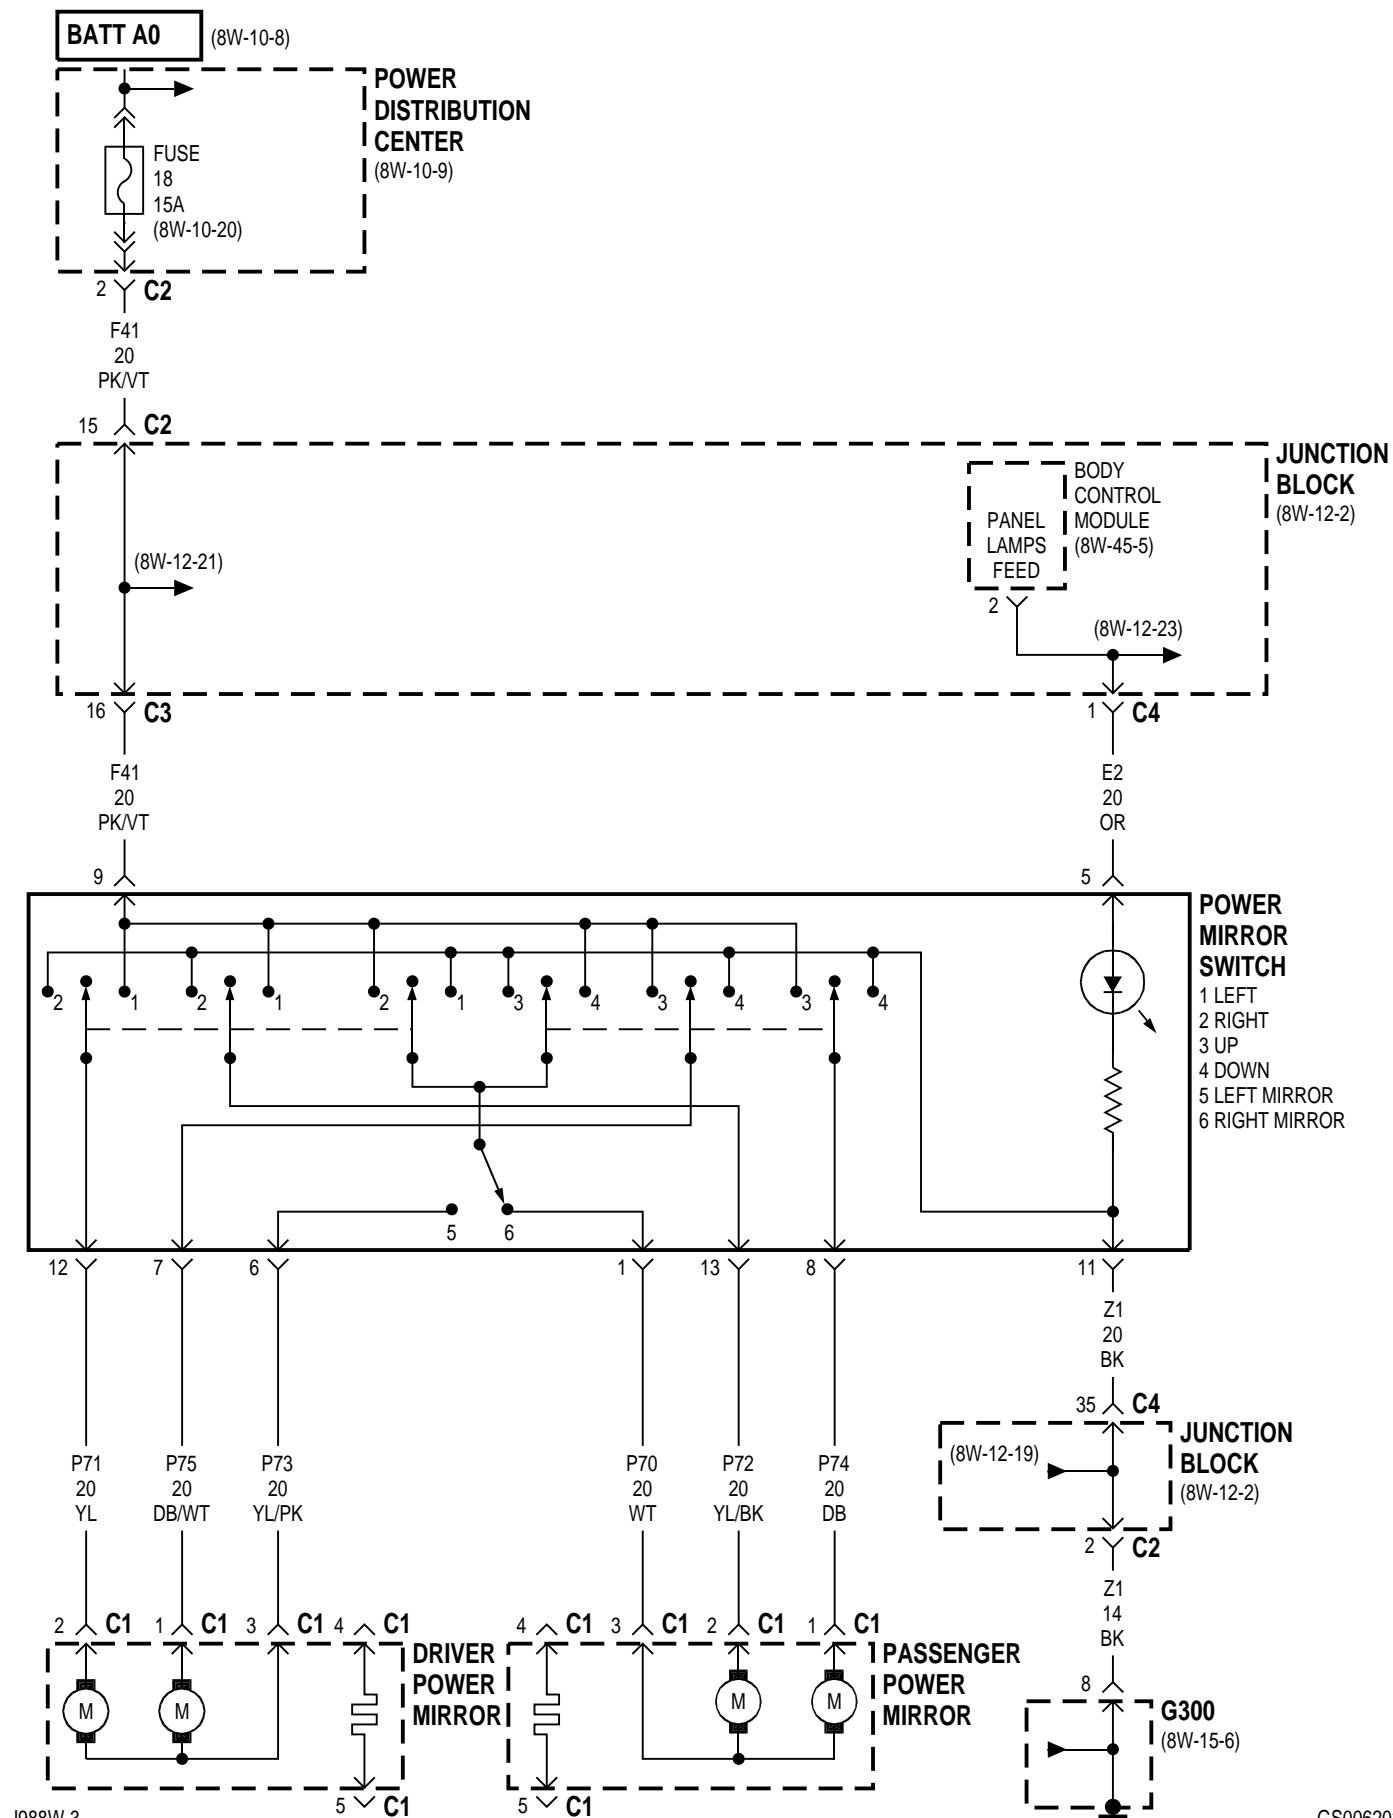 BATT A0 (8W-10-8)
POWER
DISTRIBUTION
CENTER
(8W-10-9)
FUSE
18
15A
(8W-10-20)
2 C2
F41
20
PK/VT
15 C2
JUNCTION
BLOCK
(8W-12-2)
BODY
CONTROL
MODULE
(8W-45-5)
PANEL
LAMPS
FEED
2
(8W-12-21)
(8W-12-23)
16 C3
1 C4
F41
20
PK/VT
E2
20
OR
9
5
POWER
MIRROR
SWITCH
1 LEFT
2 RIGHT
3 UP
4 DOWN
5 LEFT MIRROR
6 RIGHT MIRROR
2 1 2 1 2 1 3 4 3 4 3 4
5 6
12 7 6 1 13 8 11
Z1
20
BK
35 C4
JUNCTION
BLOCK
(8W-12-2)
(8W-12-19)
2 C2
Z1
14
BK
8
G300
(8W-15-6)
P71
20
YL
P75
20
DB/WT
P73
20
YL/PK
P70
20
WT
P72
20
YL/BK
P74
20
DB
2 C1 1 C1 3 C1 4 C1
4 C1 3 C1 2 C1 1 C1
DRIVER
POWER
MIRROR
PASSENGER
POWER
MIRROR
M M M M
5 C1 5 C1
J988W-3
GS00620